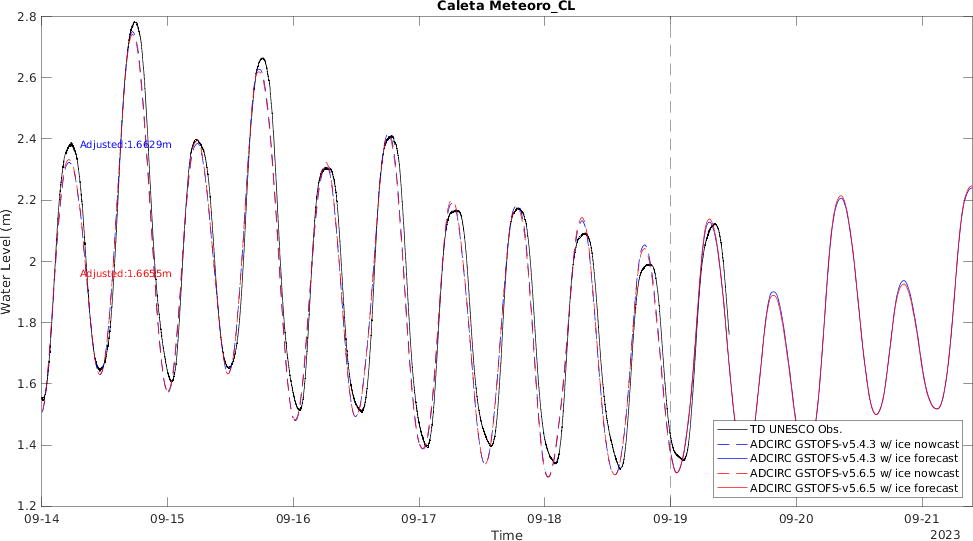 Caleta Meteoro_CL
Water Level (m)
2.8
2.6
2.4
2.2
2
1.8
1.6
1.4
1.2
Adjusted:1.6629m
Adjusted:1.6655m
TD UNESCO Obs.
ADCIRC GSTOFS-v5.4.3 w/ ice nowcast
ADCIRC GSTOFS-v5.4.3 w/ ice forecast
ADCIRC GSTOFS-v5.6.5 w/ ice nowcast
ADCIRC GSTOFS-v5.6.5 w/ ice forecast
09-14 09-15 09-16 09-17 09-18 09-19 09-20 09-21
Time
2023